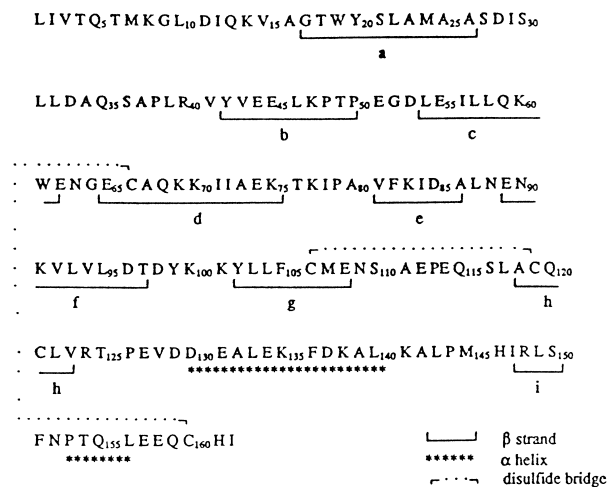 LIVTQ5TMKGL10DIQKV15AGTWY20SLAMA25ASDIS30
a
LLDAQ35SAPLR40VYVEE45LKPTP50EGDLE55ILLQK60
b c
WENGE65CAQKK70IIAEK75TKIPA80VFKID85ALNEN90
d e
KVLVL95DTDYK100KYLLF105CMENS110AEPEQ115SLACQ120
f g h
CLVRT125PEVDD130EALEK135FDKAL140KALPM145HIRLS150
h i
FNPTQ155LEEQC160HI
β strand
α helix
disulfide bridge